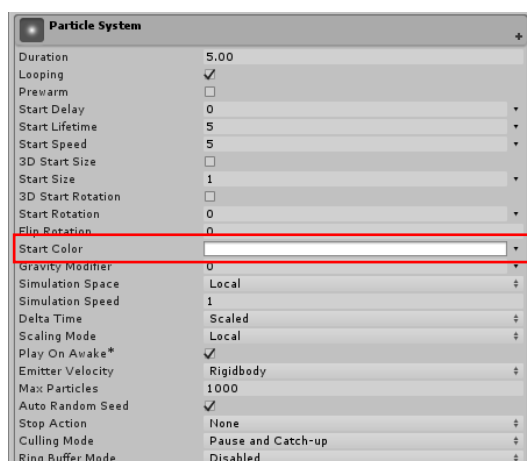 Particle System
Duration 5.00
Looping
Prewarm
Start Delay 0
Start Lifetime 5
Start Speed 5
3D Start Size
Start Size 1
3D Start Rotation
Start Rotation 0
Flip Rotation 0
Start Color
Gravity Modifier 0
Simulation Space Local
Simulation Speed 1
Delta Time Scaled
Scaling Mode Local
Play On Awake*
Emitter Velocity Rigidbody
Max Particles 1000
Auto Random Seed
Stop Action None
Culling Mode Pause and Catch-up
Ring Buffer Mode Disabled